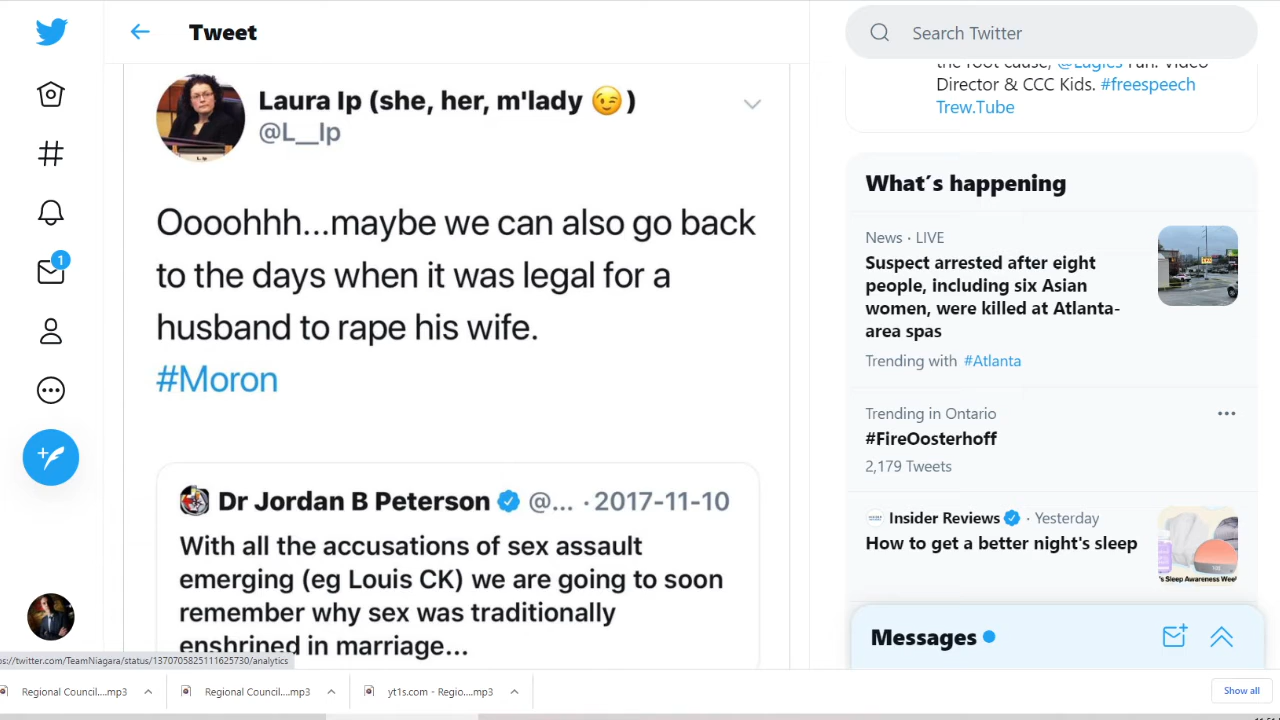 Tweet
Laura Ip (she, her, m'lady 😉 )
@L__Ip
Oooohhh...maybe we can also go back
to the days when it was legal for a
husband to rape his wife.
#Moron
Dr Jordan B Peterson @... · 2017-11-10
With all the accusations of sex assault
emerging (eg Louis CK) we are going to soon
remember why sex was traditionally
enshrined in marriage...
Search Twitter
the root cause, @Eagles Fan. Video
Director & CCC Kids. #freespeech
Trew.Tube
What's happening
News · LIVE
Suspect arrested after eight
people, including six Asian
women, were killed at Atlanta-
area spas
Trending with #Atlanta
Trending in Ontario
#FireOosterhoff
2,179 Tweets
Insider Reviews · Yesterday
How to get a better night's sleep
's Sleep Awareness Wee
Messages
1
ps://twitter.com/TeamNiagara/status/1370705825111625730/analytics
Regional Council....mp3
Regional Council....mp3
yt1s.com - Regio....mp3
Show all